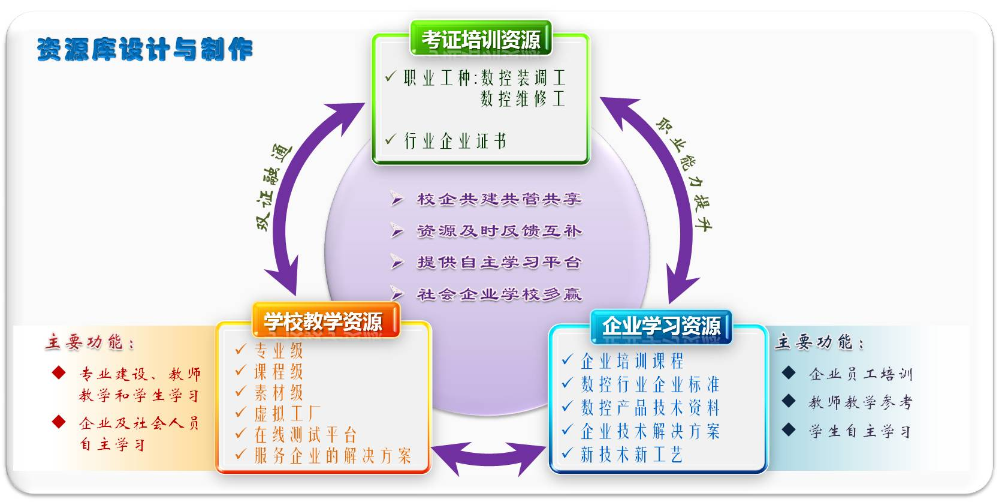 资源库设计与制作
考证培训资源
职业工种:数控装调工
数控维修工
行业企业证书
双证融通
职业能力提升
校企共建共管共享
资源及时反馈互补
提供自主学习平台
社会企业学校多赢
学校教学资源
专业级
课程级
素材级
虚拟工厂
在线测试平台
服务企业的解决方案
主要功能：
专业建设、教师
教学和学生学习
企业及社会人员
自主学习
企业学习资源
企业培训课程
数控行业企业标准
数控产品技术资料
企业技术解决方案
新技术新工艺
主要功能：
企业员工培训
教师教学参考
学生自主学习